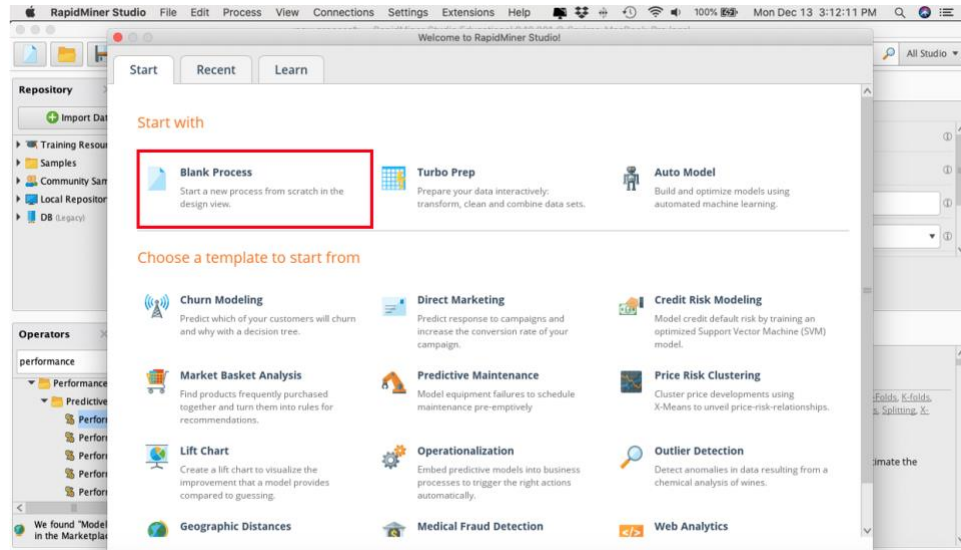 RapidMiner Studio File Edit Process View Connections Settings Extensions Help 100% Mon Dec 13 3:12:11 PM
Welcome to RapidMiner Studio!
All Studio
Start Recent Learn
Repository
Import Dat
Training Resour
Samples
Community Sam
Local Repositor
DB (Legacy)
Start with
Blank Process
Start a new process from scratch in the
design view.
Turbo Prep
Prepare your data interactively:
transform, clean and combine data sets.
Auto Model
Build and optimize models using
automated machine learning.
Choose a template to start from
Churn Modeling
Predict which of your customers will churn
and why with a decision tree.
Direct Marketing
Predict response to campaigns and
increase the conversion rate of your
campaign.
Credit Risk Modeling
Model credit default risk by training an
optimized Support Vector Machine (SVM)
model.
Market Basket Analysis
Find products frequently purchased
together and turn them into rules for
recommendations.
Predictive Maintenance
Model equipment failures to schedule
maintenance pre-emptively
Price Risk Clustering
Cluster price developments using
X-Means to unveil price-risk-relationships.
Lift Chart
Create a lift chart to visualize the
improvement that a model provides
compared to guessing.
Operationalization
Embed predictive models into business
processes to trigger the right actions
automatically.
Outlier Detection
Detect anomalies in data resulting from a
chemical analysis of wines.
Geographic Distances
Medical Fraud Detection
Web Analytics
Operators
performance
Performance
Predictive
Perform
Perform
Perform
Perform
Perform
We found "Model
in the Marketplac
-Folds, K-folds,
s, Splitting, X-
timate the